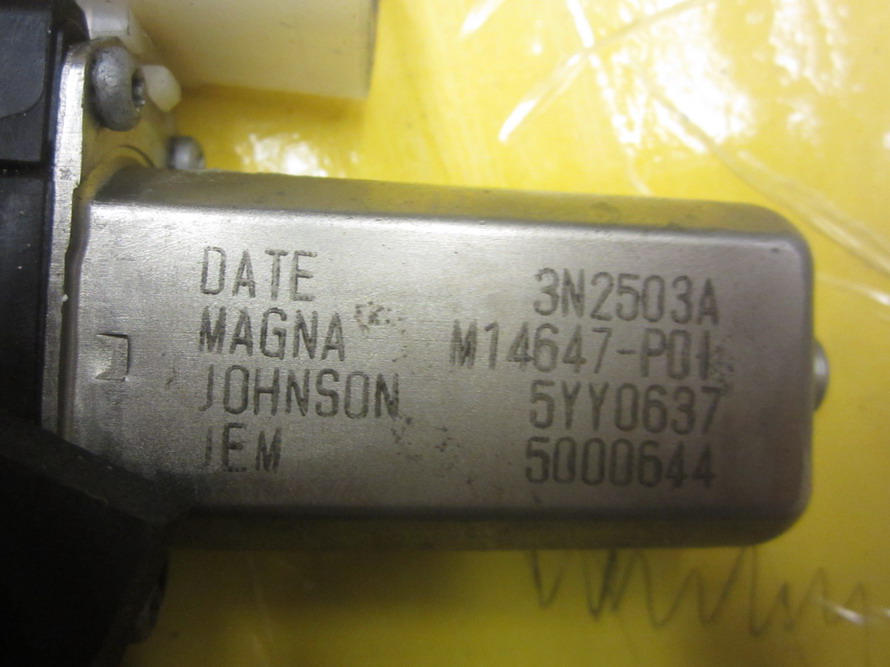 DATE 3N2503A
MAGNA M14647-P01
JOHNSON 5YY0637
IEM 5000644